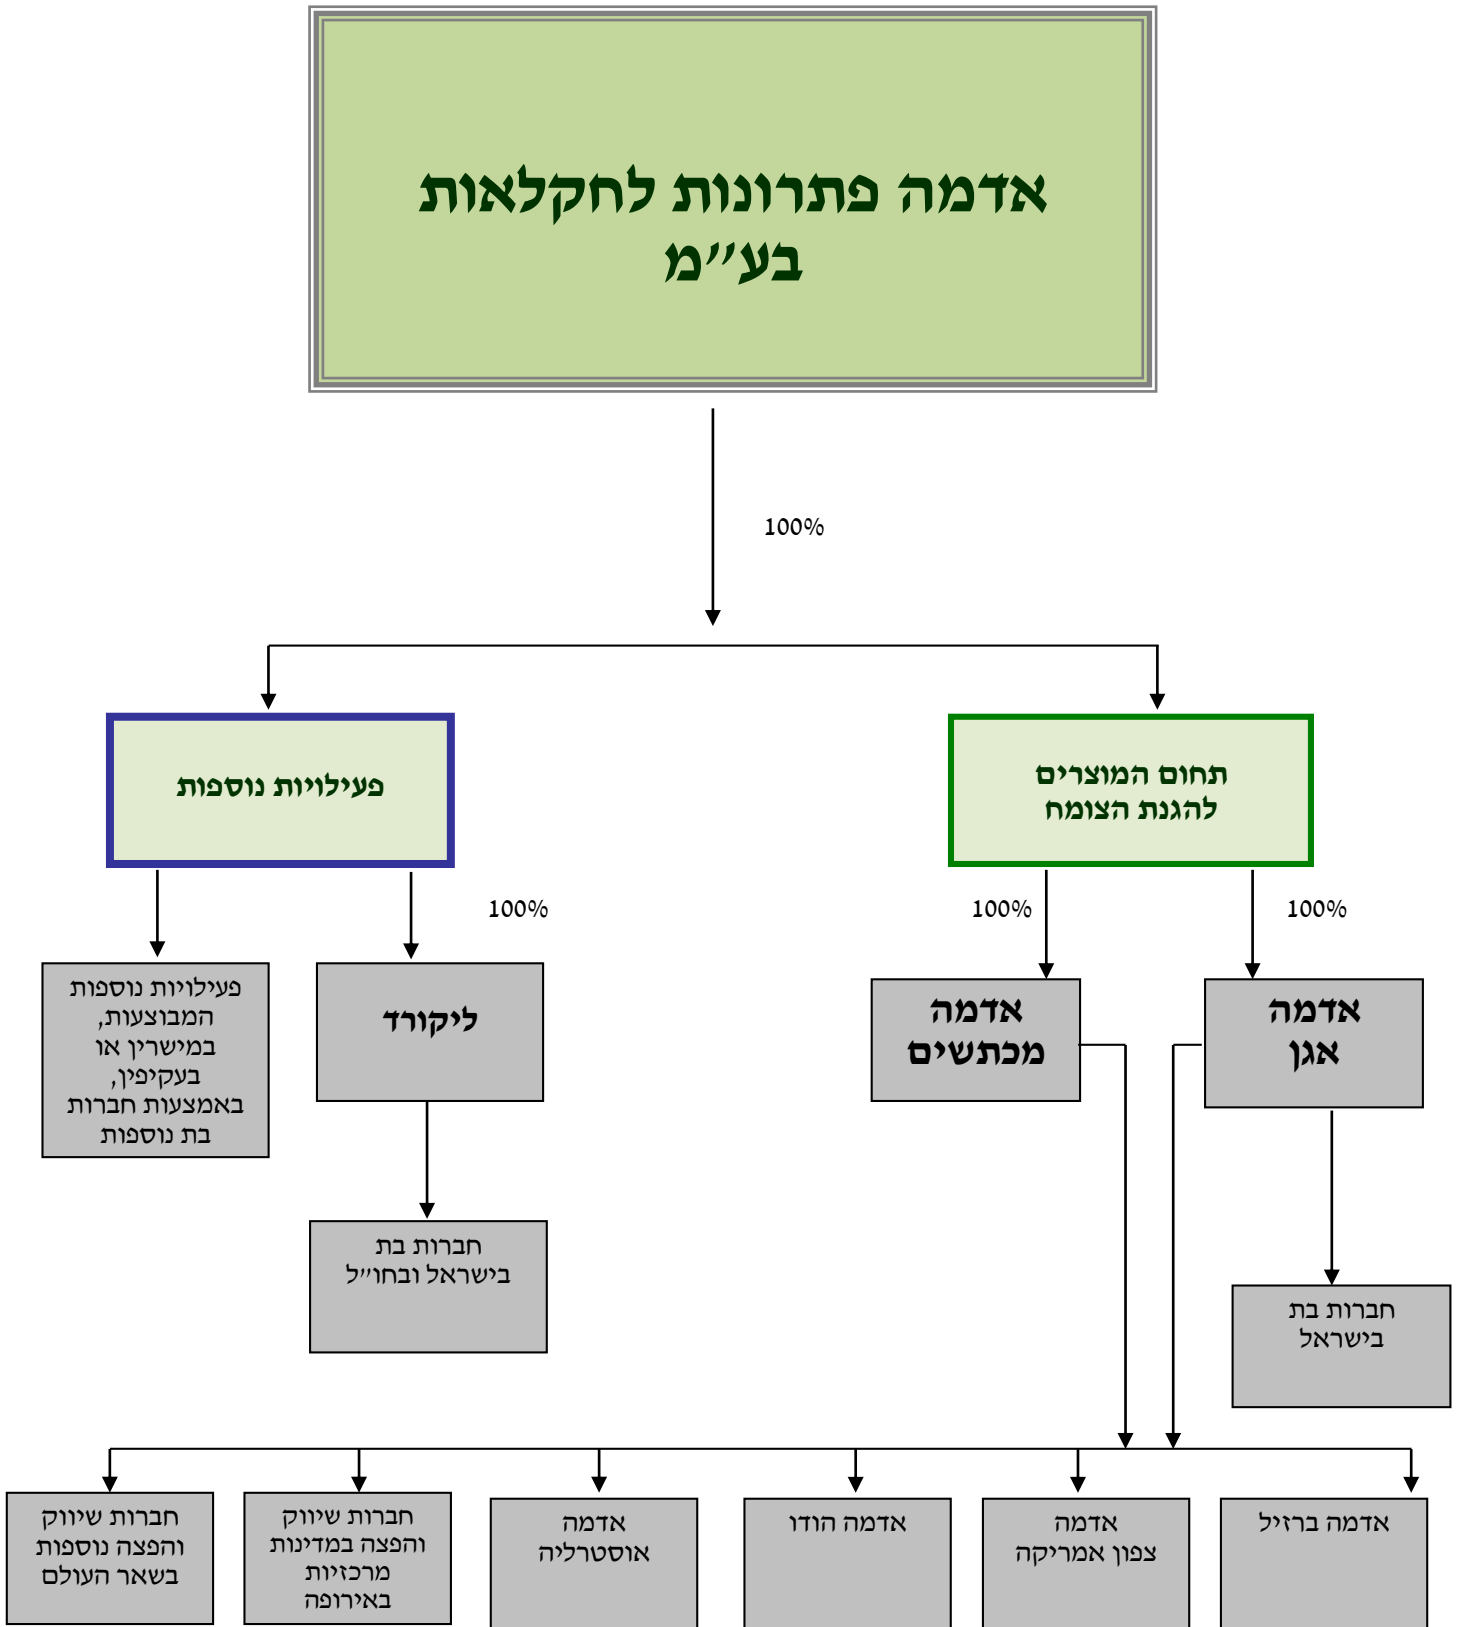 אדמה פתרונות לחקלאות
בע״מ
100%
תחום המוצרים
להגנת הצומח
פעילויות נוספות
100%
100%
100%
אדמה
אגן
אדמה
מכתשים
ליקורד
פעילויות נוספות
המבוצעות,
במישרין או
בעקיפין,
באמצעות חברות
בת נוספות
חברות בת
בישראל ובחו״ל
חברות בת
בישראל
אדמה ברזיל
אדמה
צפון אמריקה
אדמה הודו
אדמה
אוסטרליה
חברות שיווק
והפצה במדינות
מרכזיות
באירופה
חברות שיווק
והפצה נוספות
בשאר העולם